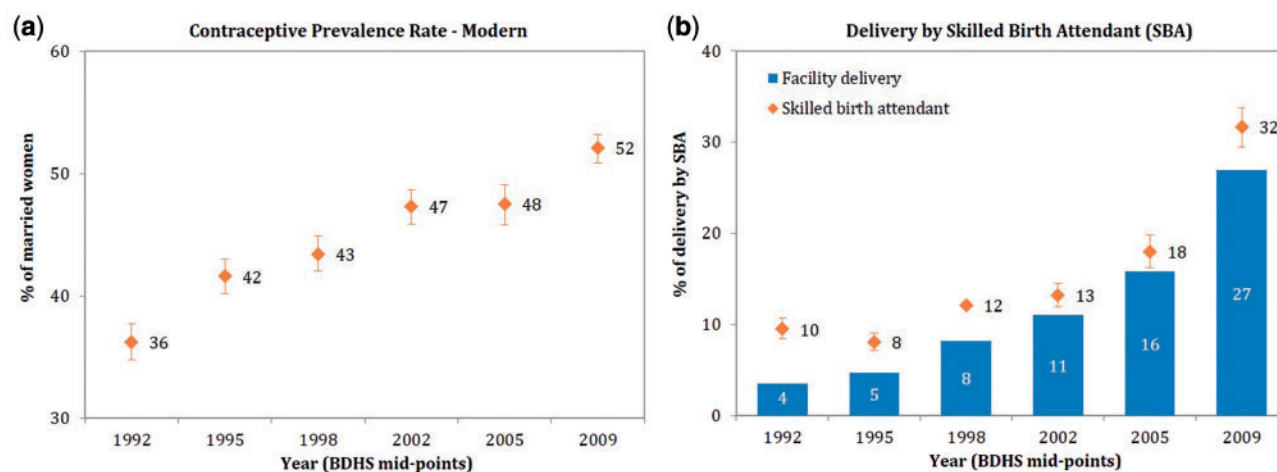 (a)
Contraceptive Prevalence Rate - Modern
60
50
40
30
% of married women
36
42
43
47
48
52
1992 1995 1998 2002 2005 2009
Year (BDHS mid-points)
(b)
Delivery by Skilled Birth Attendant (SBA)
40
30
20
10
0
% of delivery by SBA
Facility delivery
Skilled birth attendant
10
8
12
13
18
32
4
5
8
11
16
27
1992 1995 1998 2002 2005 2009
Year (BDHS mid-points)